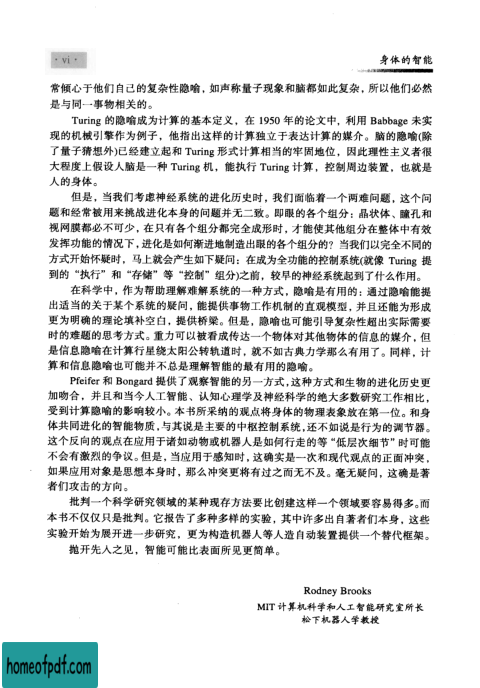 · vi ·
身体的智能
常倾心于他们自己的复杂性隐喻，如声称量子现象和脑都如此复杂，所以他们必然
是与同一事物相关的。
Turing 的隐喻成为计算的基本定义，在 1950 年的论文中，利用 Babbage 未实
现的机械引擎作为例子，他指出这样的计算独立于表达计算的媒介。脑的隐喻(除
了量子猜想外)已经建立起和 Turing 形式计算相当的牢固地位，因此理性主义者很
大程度上假设人脑是一种 Turing 机，能执行 Turing 计算，控制周边装置，也就是
人的身体。
但是，当我们考虑神经系统的进化历史时，我们面临着一个两难问题，这个问
题和经常被用来挑战进化本身的问题并无二致。即眼的各个组分：晶状体、瞳孔和
视网膜都必不可少，在只有各个组分都完全成形时，才能使其他组分在整体中有效
发挥功能的情况下，进化是如何渐进地制造出眼的各个组分的？当我们以完全不同的
方式开始怀疑时，马上就会产生如下疑问：在成为全功能的控制系统(就像 Turing 提
到的“执行”和“存储”等“控制”组分)之前，较早的神经系统起到了什么作用。
在科学中，作为帮助理解难解系统的一种方式，隐喻是有用的：通过隐喻能提
出适当的关于某个系统的疑问，能提供事物工作机制的直观模型，并且还能为形成
更为明确的理论填补空白，提供桥梁。但是，隐喻也可能引导复杂性超出实际需要
时的难题的思考方式。重力可以被看成传达一个物体对其他物体的信息的媒介，但
是信息隐喻在计算行星绕太阳公转轨道时，就不如古典力学那么有用了。同样，计
算和信息隐喻也可能并不总是理解智能的最有用的隐喻。
Pfeifer 和 Bongard 提供了观察智能的另一方式，这种方式和生物的进化历史更
加吻合，并且和当今人工智能、认知心理学及神经科学的绝大多数研究工作相比，
受到计算隐喻的影响较小。本书所采纳的观点将身体的物理表象放在第一位。和身
体共同进化的智能物质，与其说是主要的中枢控制系统，还不如说是行为的调节器。
这个反向的观点在应用于诸如动物或机器人是如何行走的等“低层次细节”时可能
不会有激烈的争议。但是，当应用于感知时，这确实是一次和现代观点的正面冲突，
如果应用对象是思想本身时，那么冲突更将有过之而无不及。毫无疑问，这确是著
者们攻击的方向。
批判一个科学研究领域的某种现存方法要比创建这样一个领域要容易得多。而
本书不仅仅只是批判。它报告了多种多样的实验，其中许多出自著者们本身，这些
实验开始为展开进一步研究，更为构造机器人等人造自动装置提供一个替代框架。
抛开先人之见，智能可能比表面所见更简单。
Rodney Brooks
MIT 计算机科学和人工智能研究室所长
松下机器人学教授
homeofpdf.com